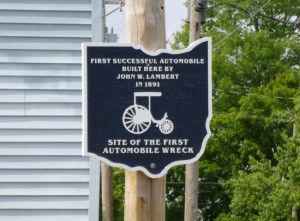 FIRST SUCCESSFUL AUTOMOBILE
BUILT HERE BY
JOHN W. LAMBERT
IN 1891
SITE OF THE FIRST
AUTOMOBILE WRECK